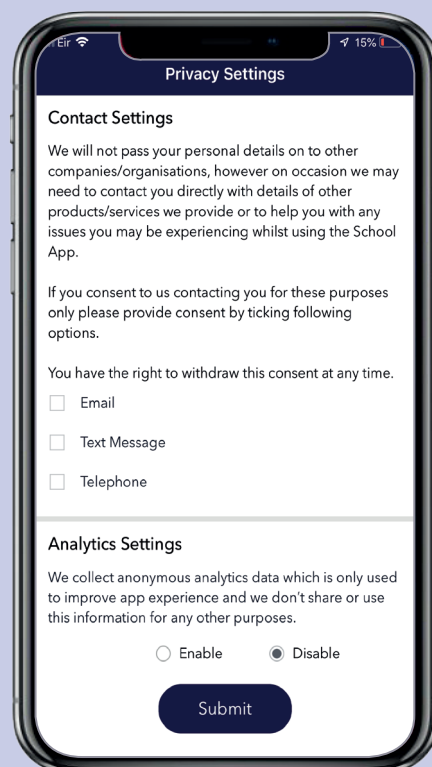 Eir 15%
Privacy Settings
Contact Settings
We will not pass your personal details on to other
companies/organisations, however on occasion we may
need to contact you directly with details of other
products/services we provide or to help you with any
issues you may be experiencing whilst using the School
App.
If you consent to us contacting you for these purposes
only please provide consent by ticking following
options.
You have the right to withdraw this consent at any time.
Email
Text Message
Telephone
Analytics Settings
We collect anonymous analytics data which is only used
to improve app experience and we don't share or use
this information for any other purposes.
Enable Disable
Submit